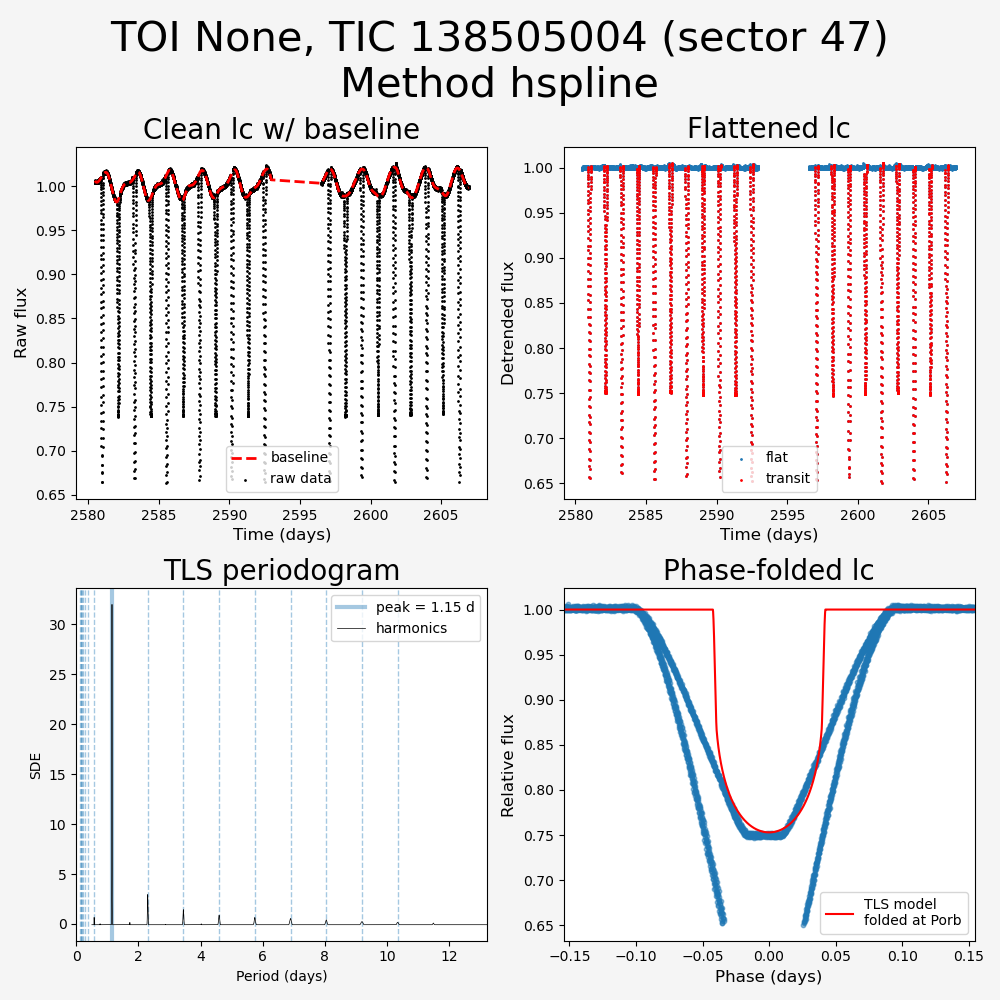 TOI None, TIC 138505004 (sector 47)
Method hspline
Clean lc w/ baseline
Raw flux
1.00
0.95
0.90
0.85
0.80
0.75
0.70
0.65
baseline
raw data
2580 2585 2590 2595 2600 2605
Time (days)
Flattened lc
Detrended flux
1.00
0.95
0.90
0.85
0.80
0.75
0.70
0.65
flat
transit
2580 2585 2590 2595 2600 2605
Time (days)
TLS periodogram
SDE
30
25
20
15
10
5
0
peak = 1.15 d
harmonics
0 2 4 6 8 10 12
Period (days)
Phase-folded lc
Relative flux
1.00
0.95
0.90
0.85
0.80
0.75
0.70
0.65
TLS model
folded at Porb
−0.15 −0.10 −0.05 0.00 0.05 0.10 0.15
Phase (days)